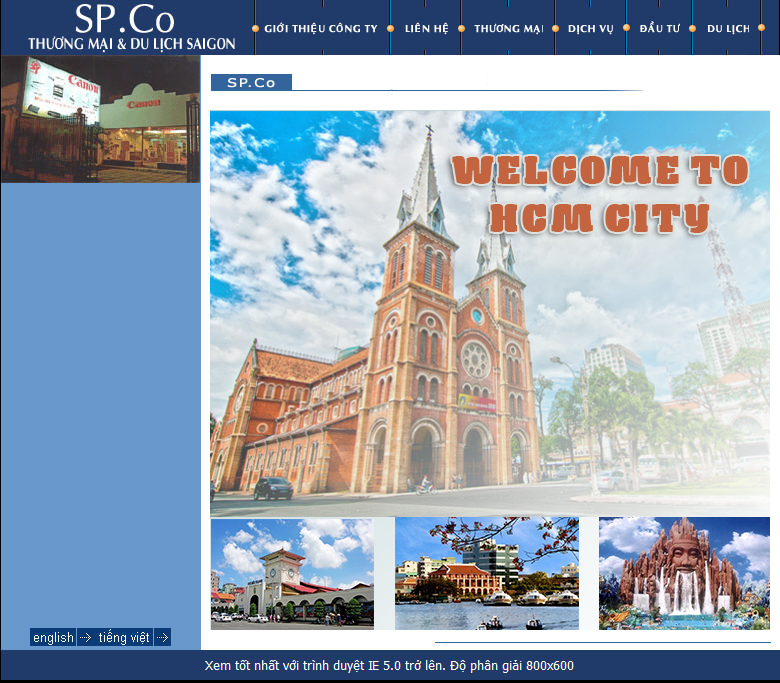 SP.Co
THƯƠNG MẠI & DU LỊCH SAIGON
GIỚI THIỆU CÔNG TY
LIÊN HỆ
THƯƠNG MẠI
DỊCH VỤ
ĐẦU TƯ
DU LỊCH
Canon
Canon
SP.Co
WELCOME TO
HCM CITY
english
tiếng việt
Xem tốt nhất với trình duyệt IE 5.0 trở lên. Độ phân giải 800x600